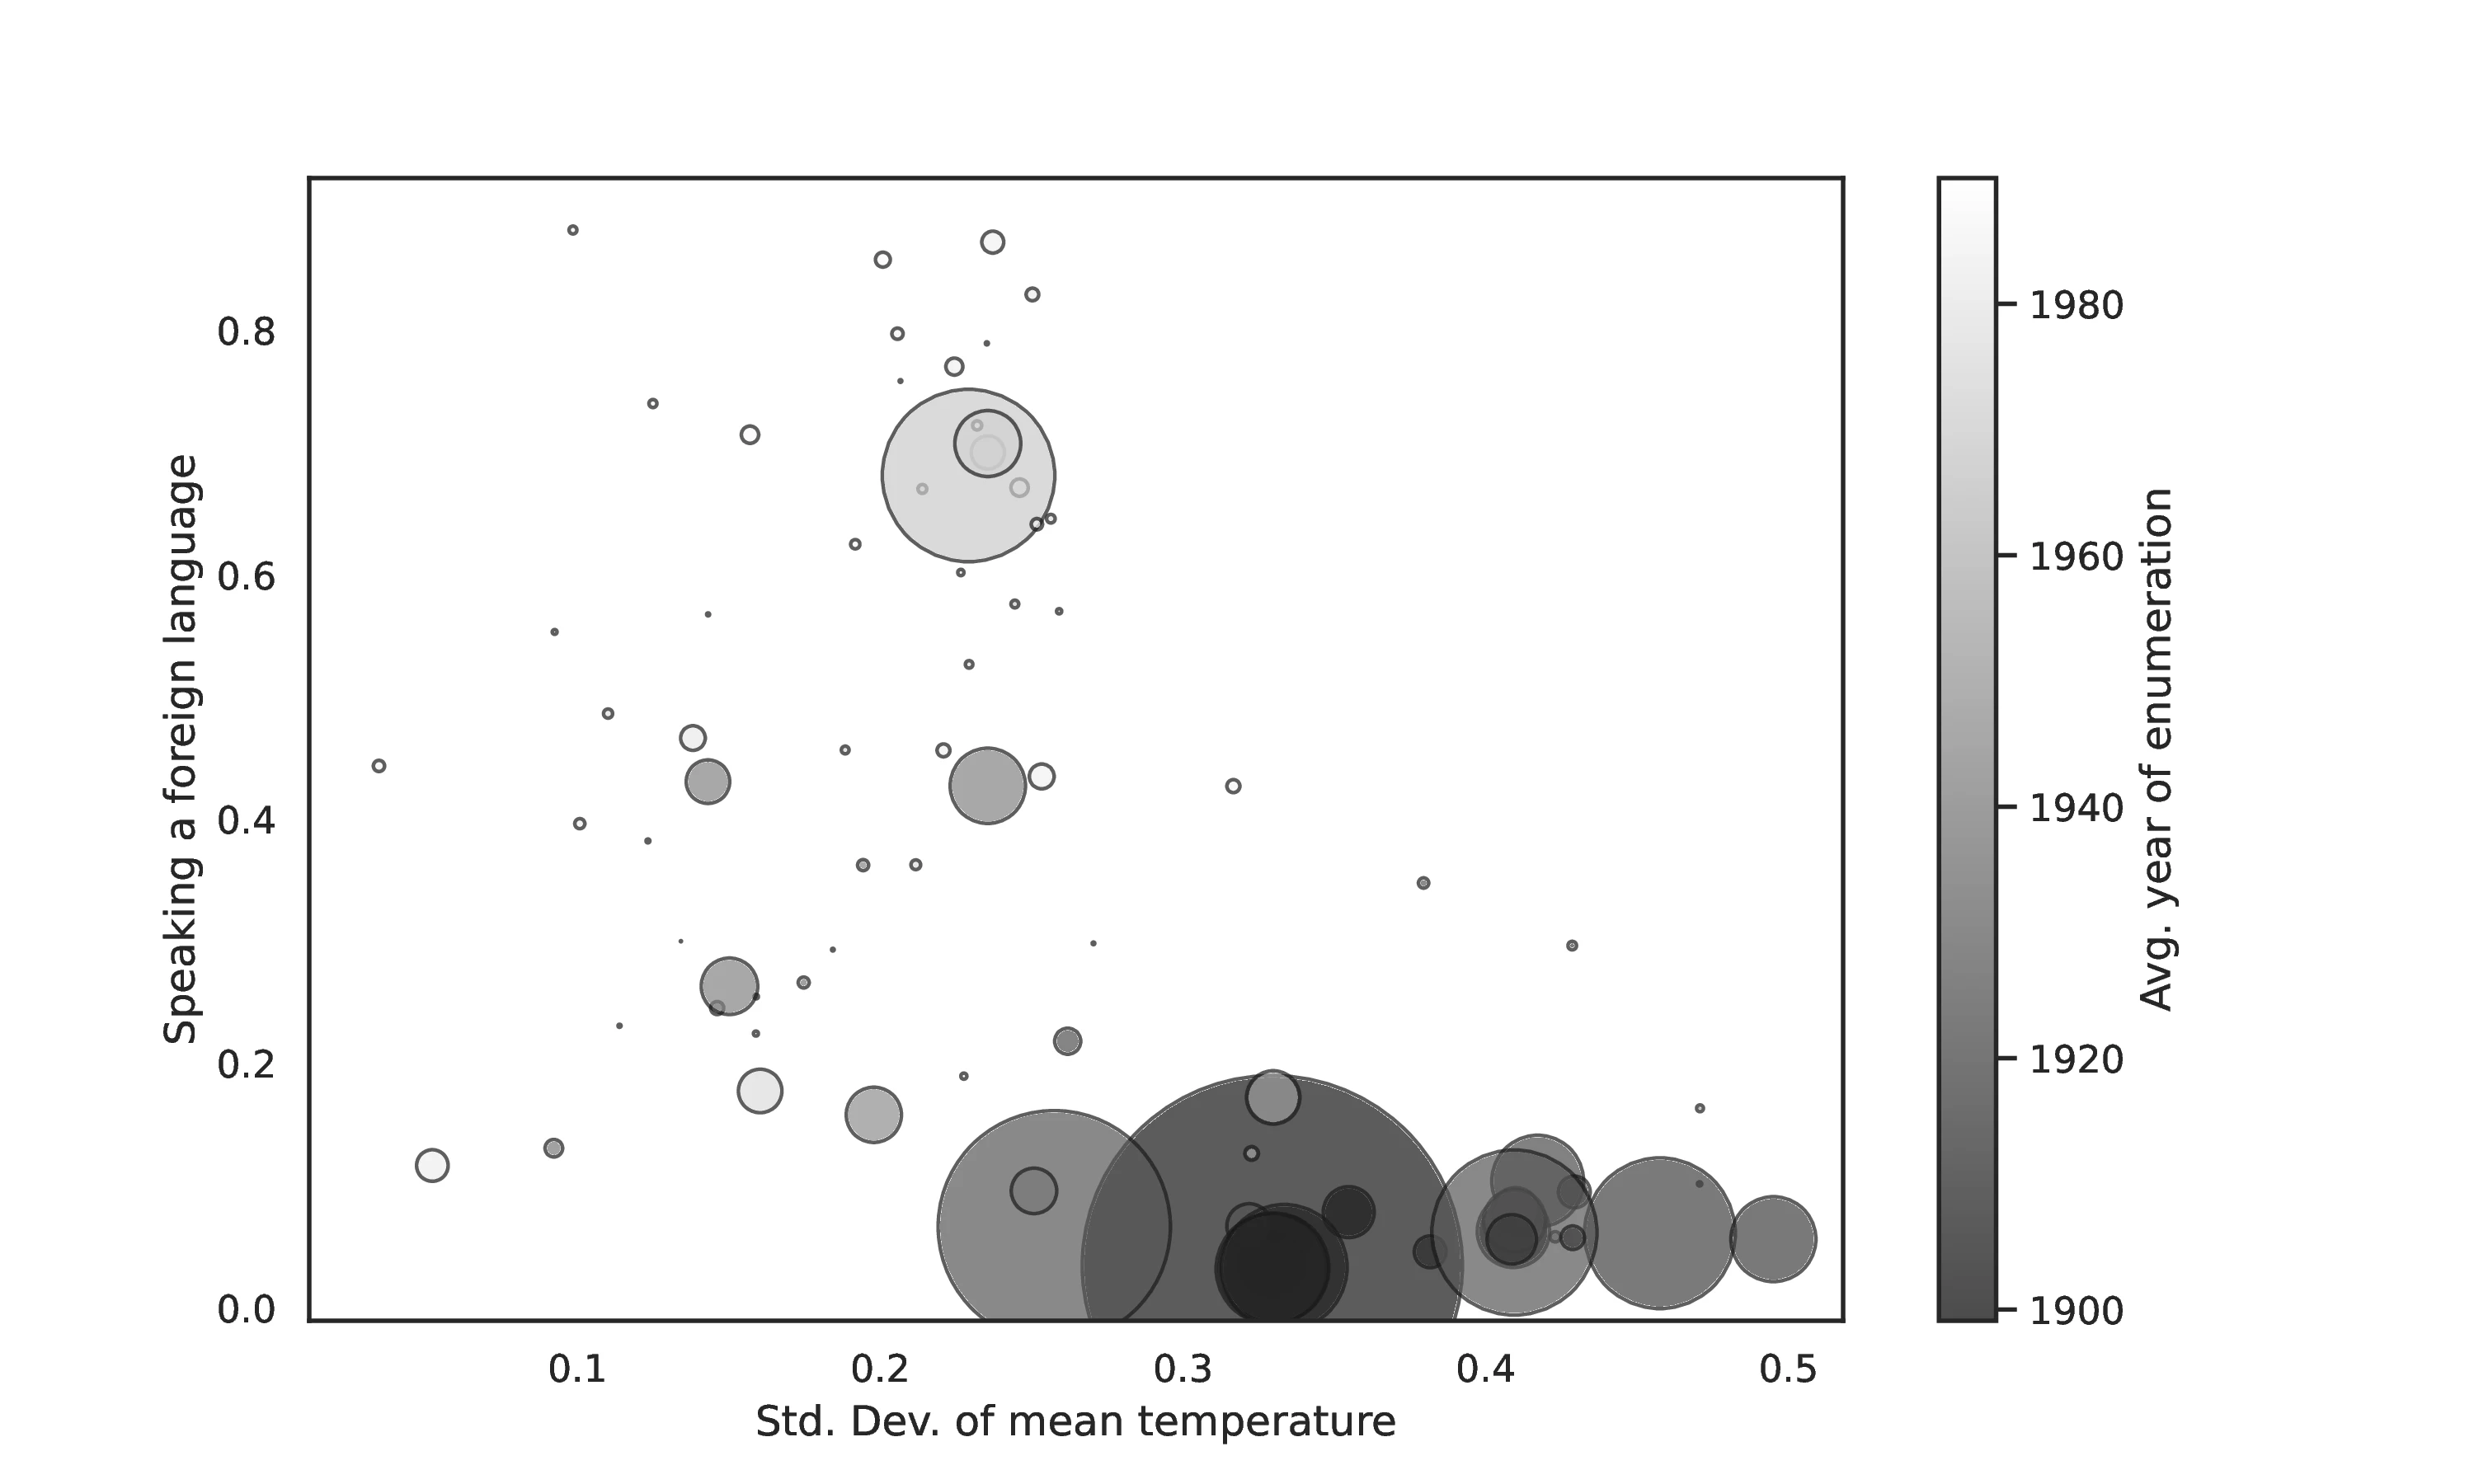 Speaking a foreign language
0.8
0.6
0.4
0.2
0.0
0.1 0.2 0.3 0.4 0.5
Std. Dev. of mean temperature
1980
1960
1940
1920
1900
Avg. year of enumeration